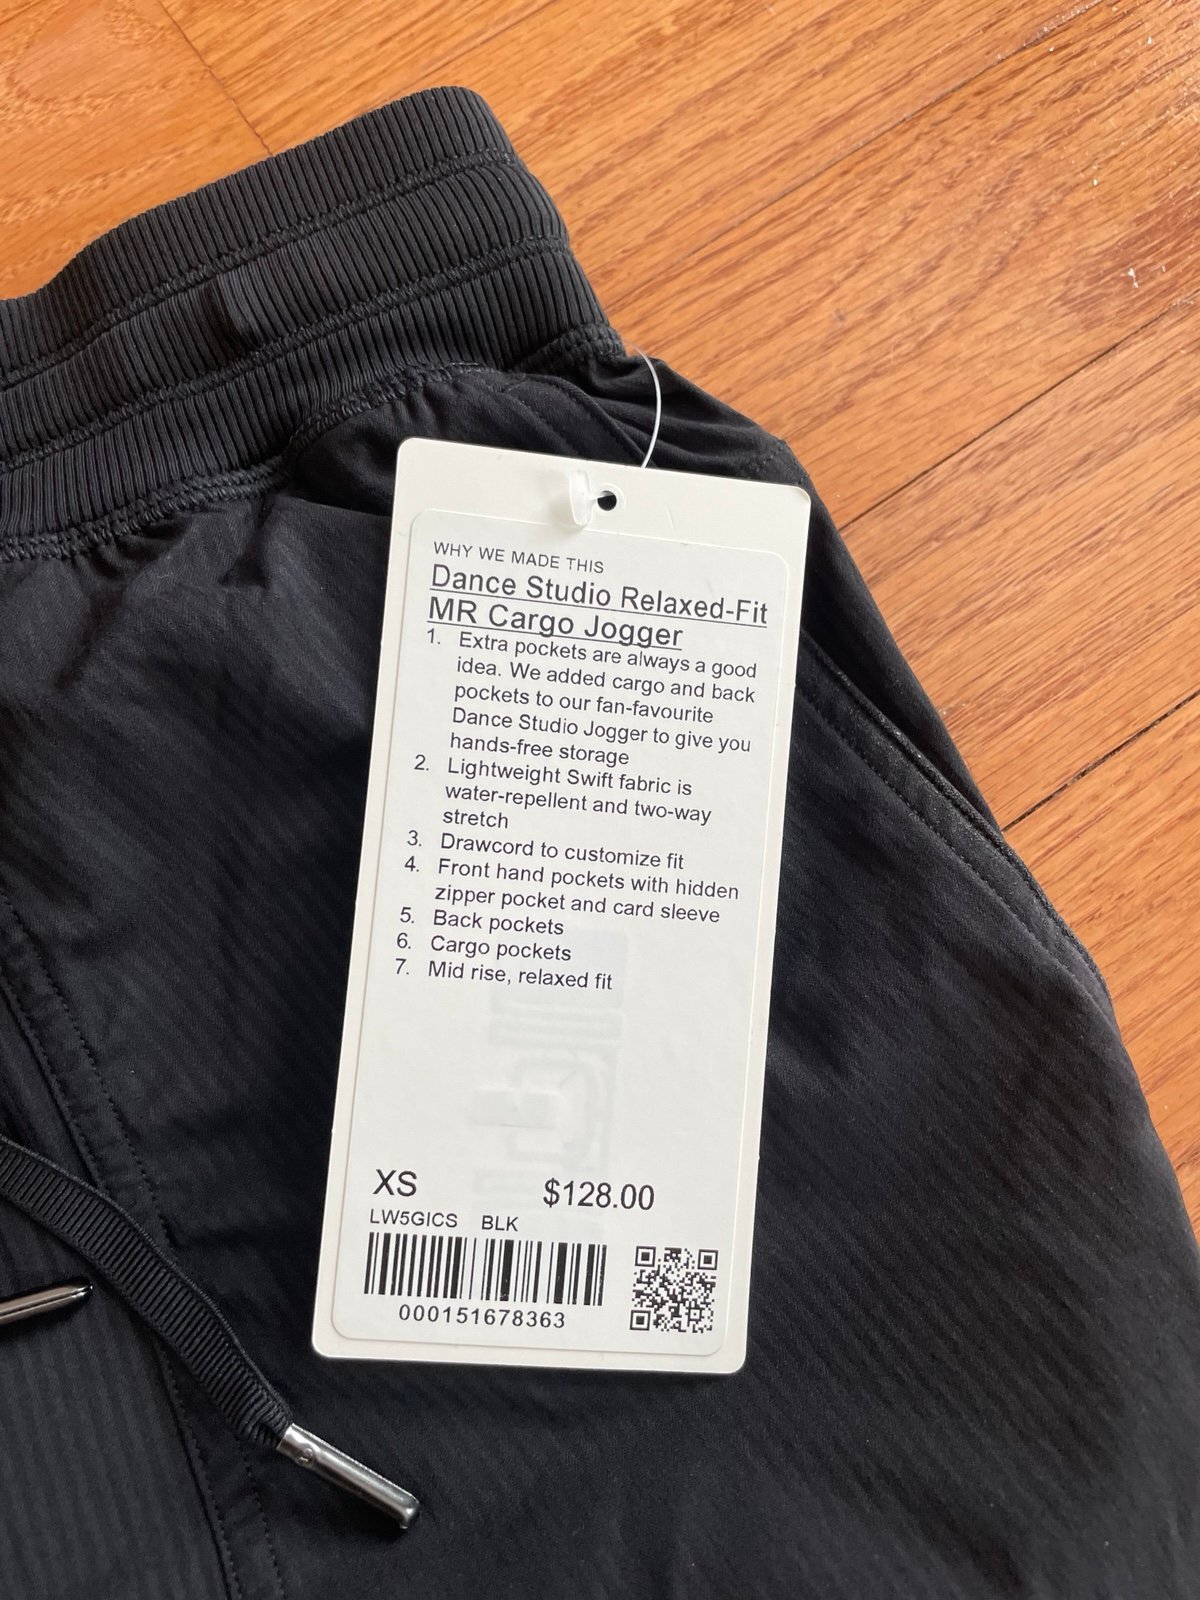 WHY WE MADE THIS
Dance Studio Relaxed-Fit
MR Cargo Jogger
1. Extra pockets are always a good
idea. We added cargo and back
pockets to our fan-favourite
Dance Studio Jogger to give you
hands-free storage
2. Lightweight Swift fabric is
water-repellent and two-way
stretch
3. Drawcord to customize fit
4. Front hand pockets with hidden
zipper pocket and card sleeve
5. Back pockets
6. Cargo pockets
7. Mid rise, relaxed fit
XS $128.00
LW5GICS BLK
000151678363